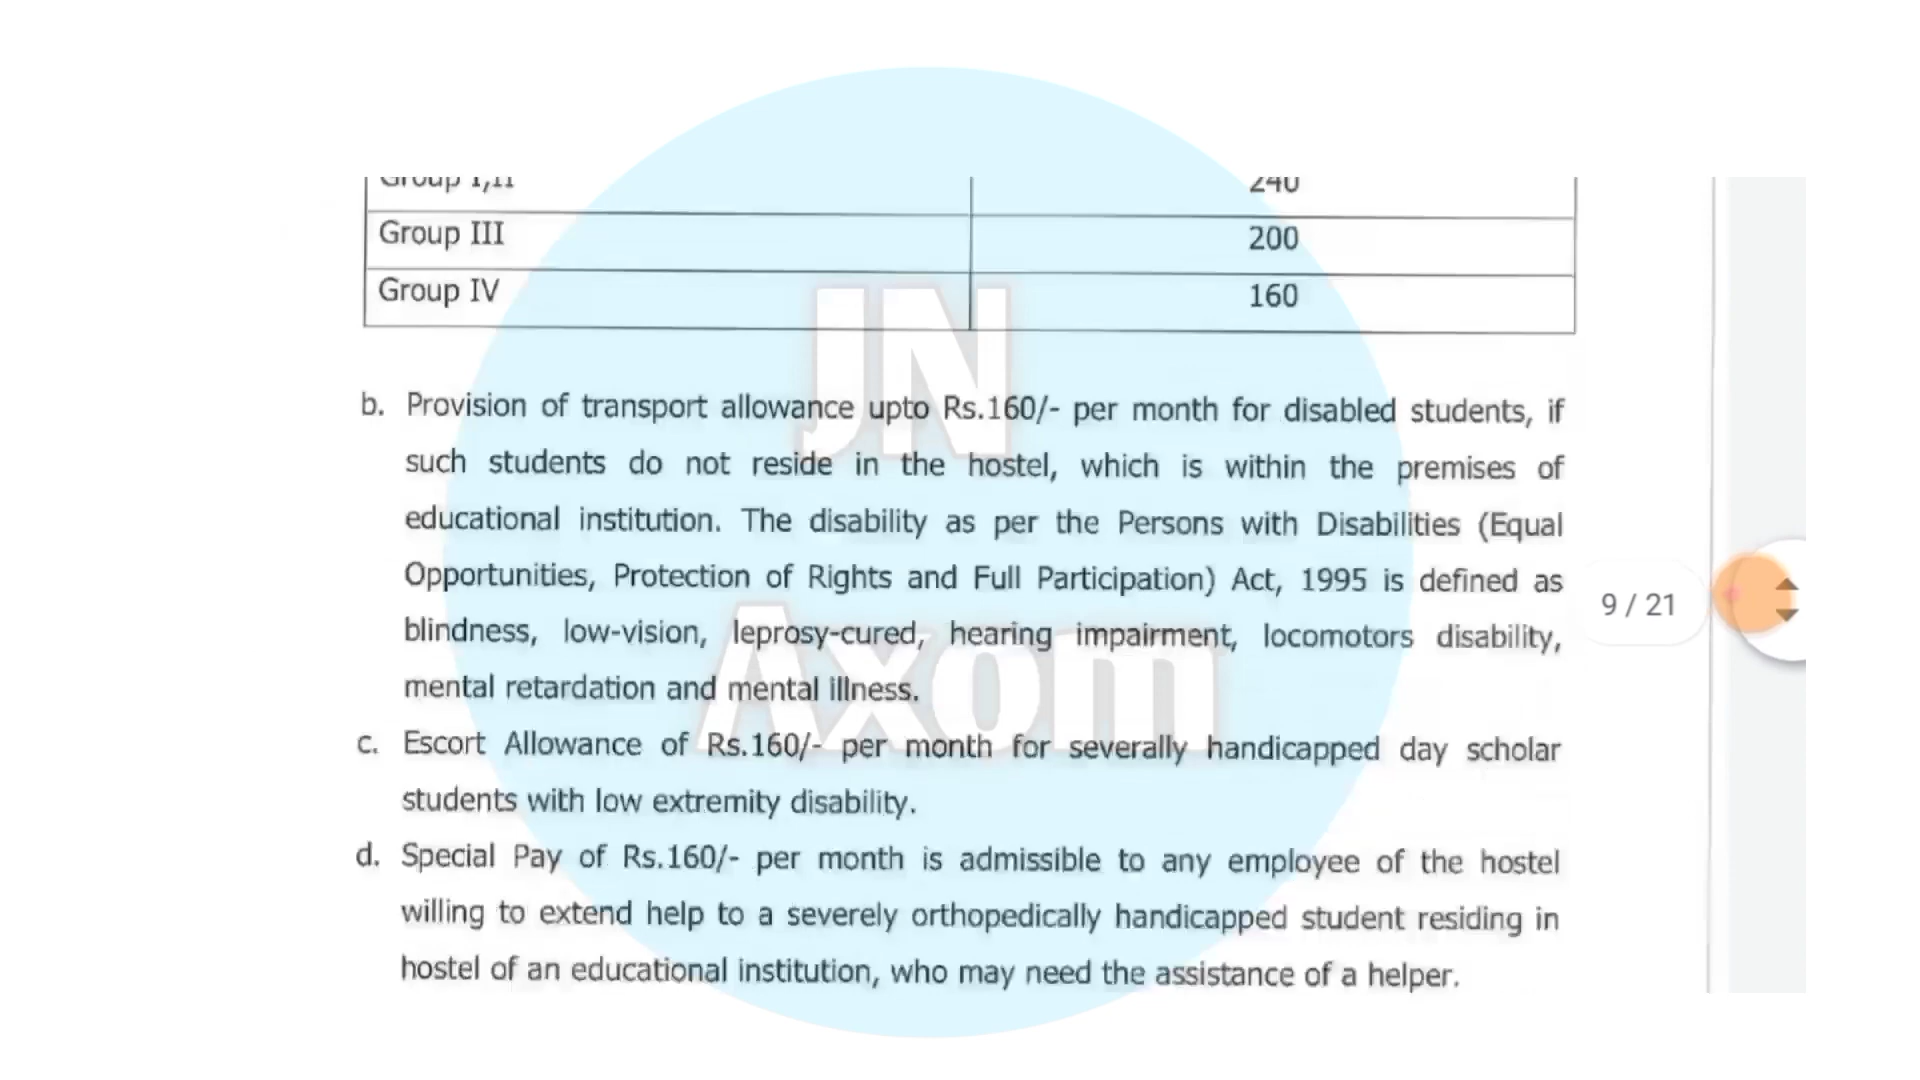 Group I,II 240
Group III 200
Group IV 160
b. Provision of transport allowance upto Rs.160/- per month for disabled students, if
such students do not reside in the hostel, which is within the premises of
educational institution. The disability as per the Persons with Disabilities (Equal
Opportunities, Protection of Rights and Full Participation) Act, 1995 is defined as
blindness, low-vision, leprosy-cured, hearing impairment, locomotors disability,
mental retardation and mental illness.
c. Escort Allowance of Rs.160/- per month for severally handicapped day scholar
students with low extremity disability.
d. Special Pay of Rs.160/- per month is admissible to any employee of the hostel
willing to extend help to a severely orthopedically handicapped student residing in
hostel of an educational institution, who may need the assistance of a helper.
9 / 21
JN
Axom